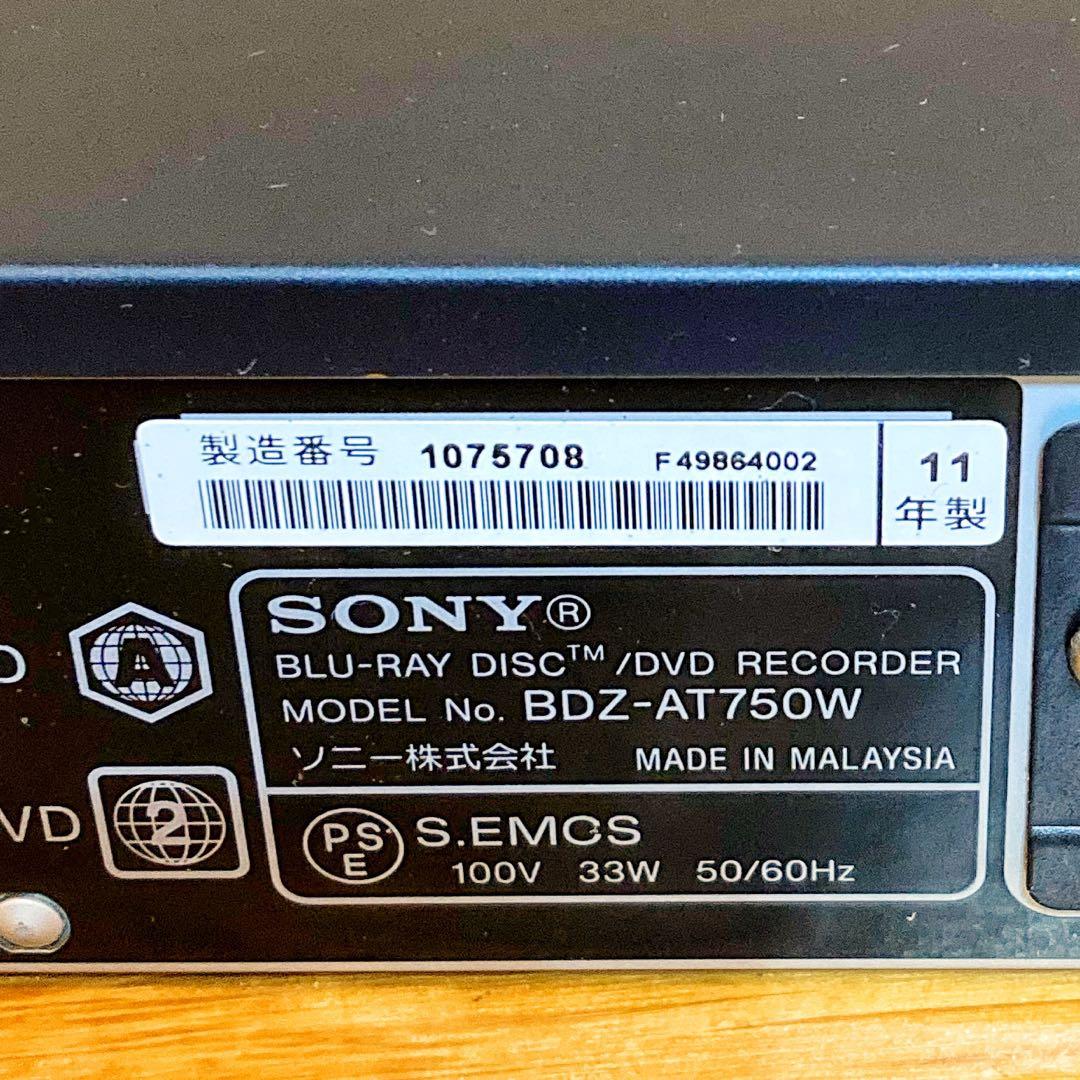 製造番号 1075708 F49864002
11
年製
A
SONY®
BLU-RAY DISC™/DVD RECORDER
MODEL No. BDZ-AT750W
ソニー株式会社 MADE IN MALAYSIA
VD 2
PS
E
S.EMCS
100V 33W 50/60Hz